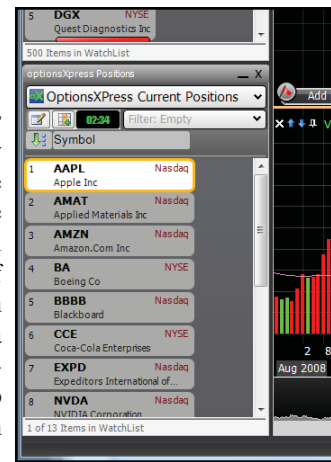 5 DGX NYSE
Quest Diagnostics Inc
500 Items in WatchList
optionsXpress Positions _ X
OptionsXPress Current Positions
02:34 Filter: Empty
Symbol
1 AAPL Nasdaq
Apple Inc
2 AMAT Nasdaq
Applied Materials Inc
3 AMZN Nasdaq
Amazon.Com Inc
4 BA NYSE
Boeing Co
5 BBBB Nasdaq
Blackboard
6 CCE NYSE
Coca-Cola Enterprises
7 EXPD Nasdaq
Expeditors International of...
8 NVDA Nasdaq
NVIDIA Corporation
1 of 13 Items in WatchList
Add
X
2 8
Aug 2008